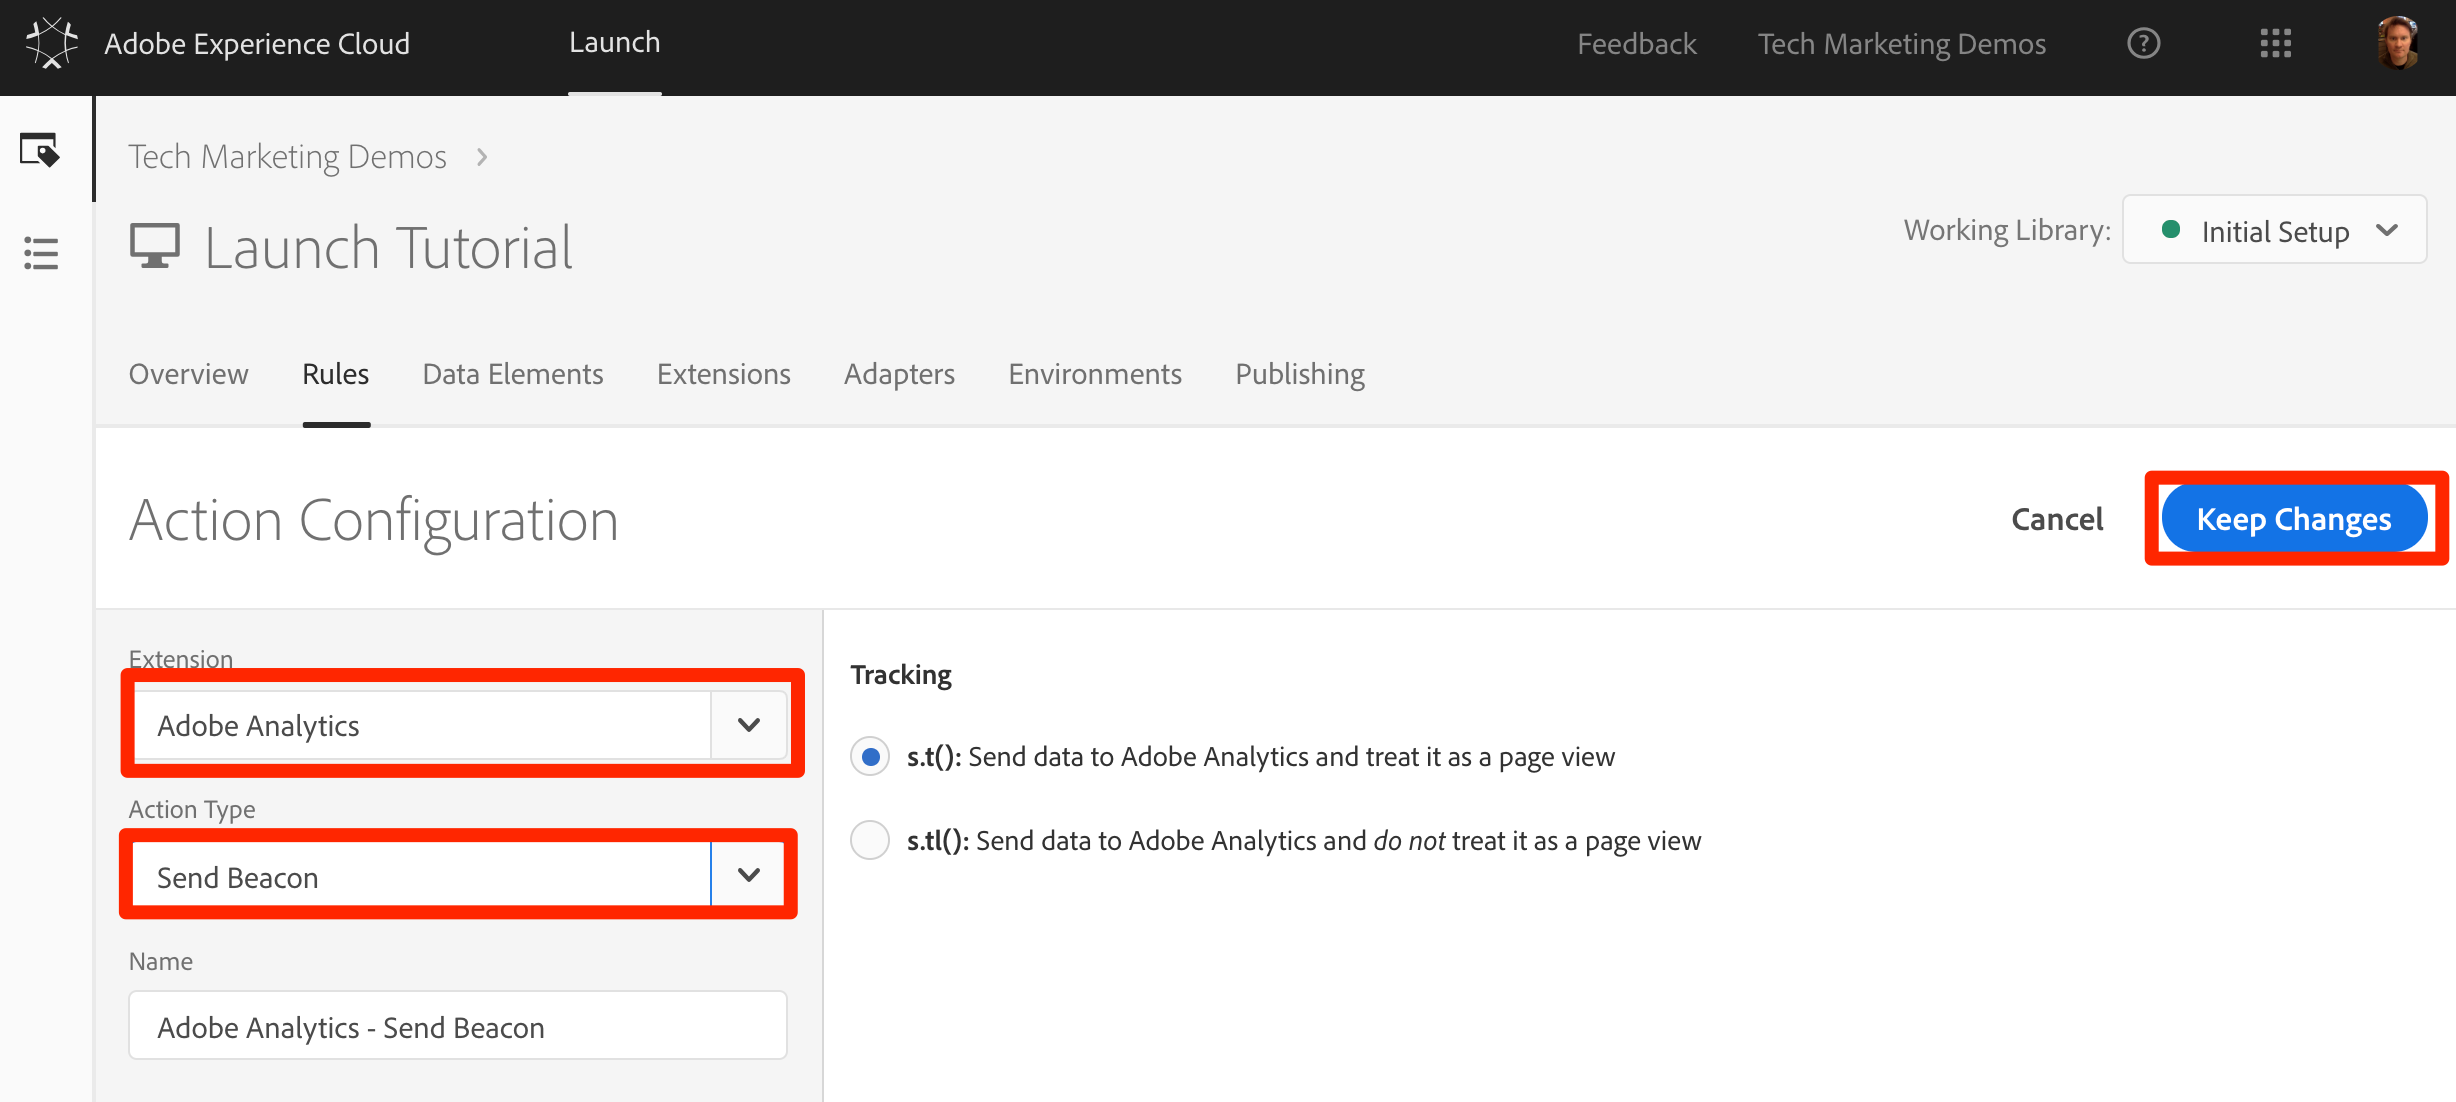 Adobe Experience Cloud
Launch
Feedback
Tech Marketing Demos
?
Tech Marketing Demos
Launch Tutorial
Working Library:
Initial Setup
Overview
Rules
Data Elements
Extensions
Adapters
Environments
Publishing
Action Configuration
Cancel
Keep Changes
Extension
Adobe Analytics
Action Type
Send Beacon
Name
Adobe Analytics - Send Beacon
Tracking
s.t(): Send data to Adobe Analytics and treat it as a page view
s.tl(): Send data to Adobe Analytics and do not treat it as a page view